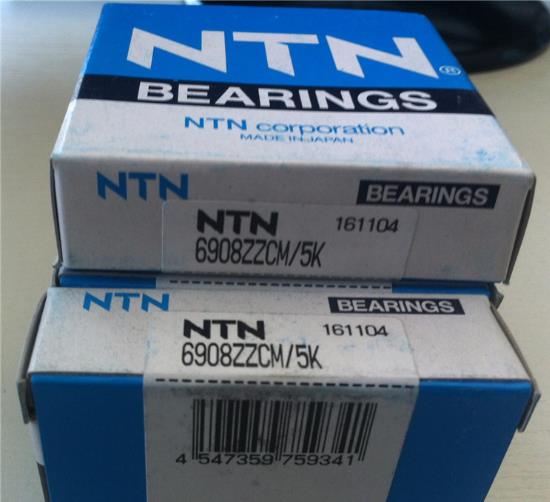 NTN®
BEARINGS
NTN corporation
MADE IN JAPAN
NTN BEARINGS
NTN 161104
6908ZZCM/5K
NTN BEARINGS
NTN 161104
6908ZZCM/5K
4 547359 759341